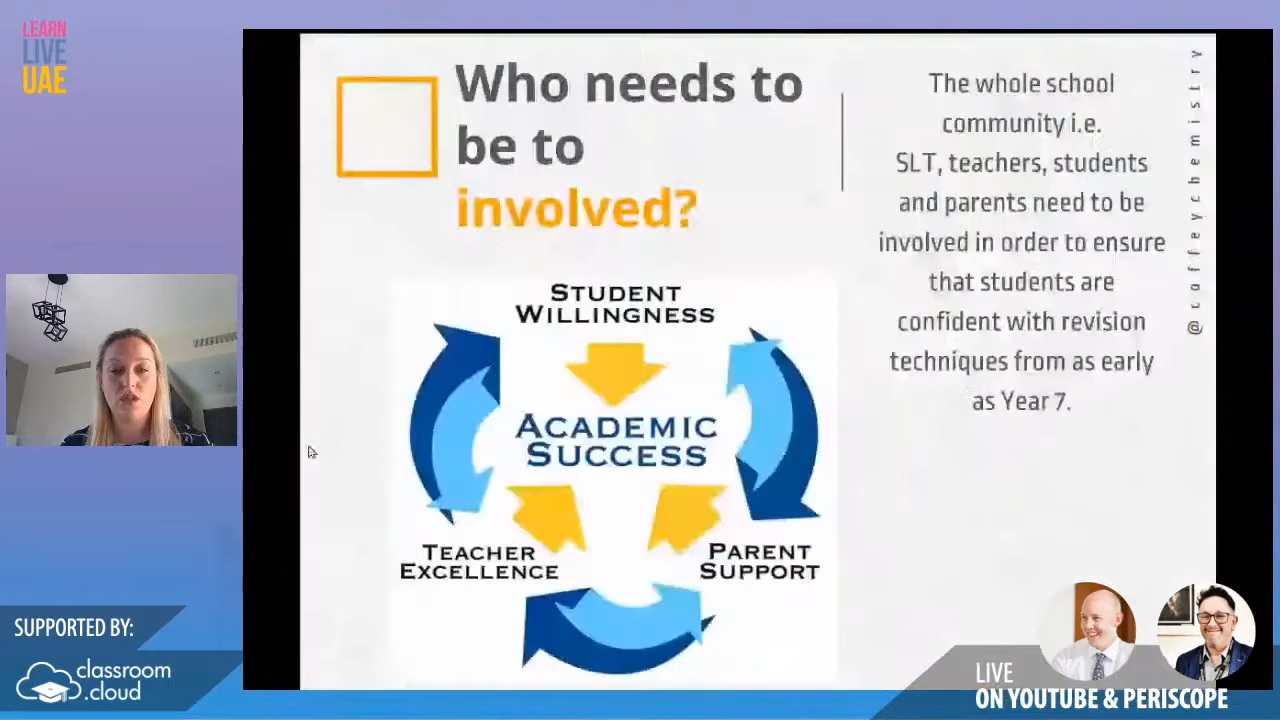 LEARN
LIVE
UAE
Who needs to
be to
involved?
The whole school
community i.e.
SLT, teachers, students
and parents need to be
involved in order to ensure
that students are
confident with revision
techniques from as early
as Year 7.
@coffeychemistry
STUDENT
WILLINGNESS
ACADEMIC
SUCCESS
TEACHER
EXCELLENCE
PARENT
SUPPORT
SUPPORTED BY:
classroom
.cloud
LIVE
ON YOUTUBE & PERISCOPE